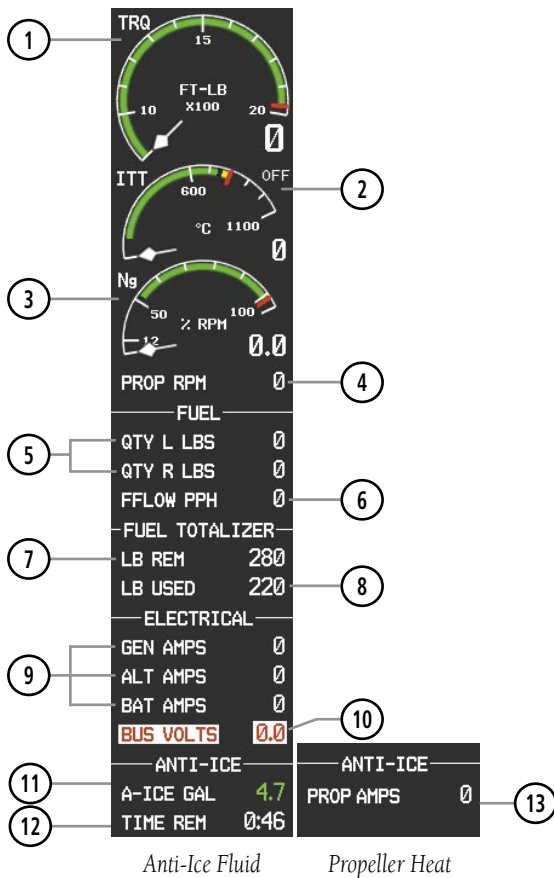 1
TRQ
15
FT-LB
X100
10
20
0
ITT
OFF
2
600
°C
1100
0
Ng
3
50
100
% RPM
12
0.0
PROP RPM 0
4
FUEL
5
QTY L LBS 0
QTY R LBS 0
FFLOW PPH 0
6
FUEL TOTALIZER
7
LB REM 280
LB USED 220
8
ELECTRICAL
9
GEN AMPS 0
ALT AMPS 0
BAT AMPS 0
BUS VOLTS 0.0
10
ANTI-ICE
11
A-ICE GAL 4.7
12
TIME REM 0:46
ANTI-ICE
PROP AMPS 0
13
Anti-Ice Fluid
Propeller Heat